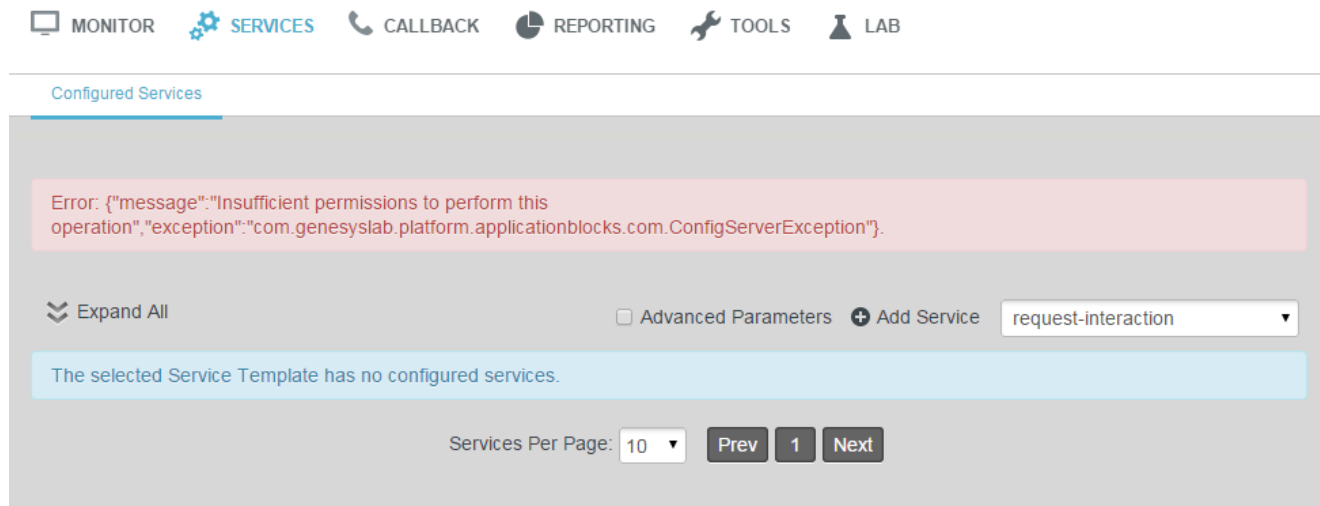 MONITOR SERVICES CALLBACK REPORTING TOOLS LAB
Configured Services
Error: {"message":"Insufficient permissions to perform this
operation","exception":"com.genesyslab.platform.applicationblocks.com.ConfigServerException"}.
Expand All Advanced Parameters Add Service request-interaction
The selected Service Template has no configured services.
Services Per Page: 10 Prev 1 Next